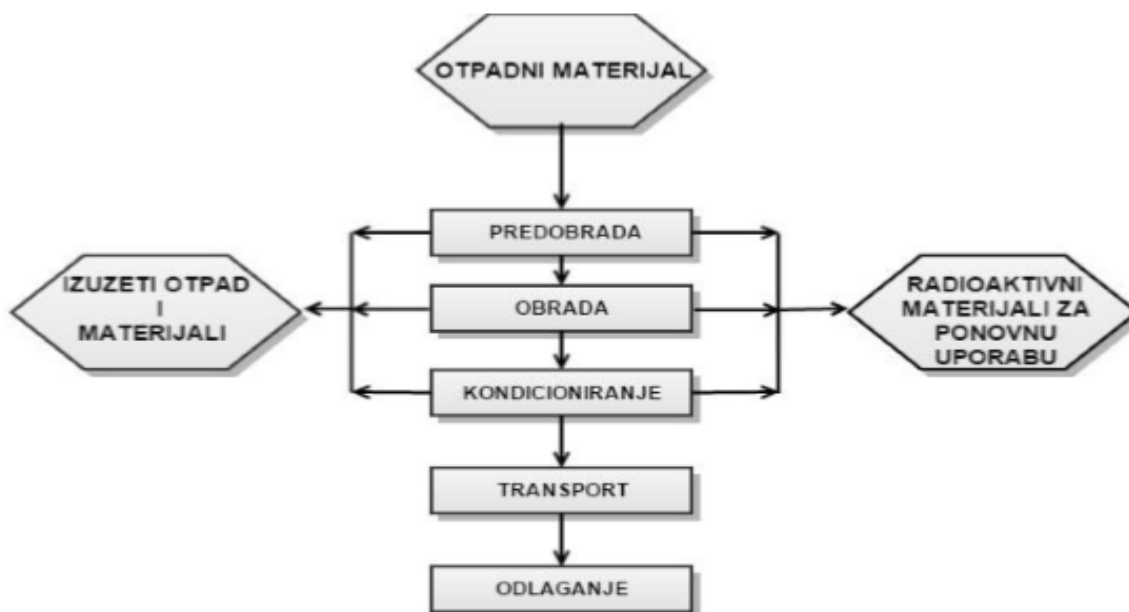 OTPADNI MATERIJAL
PREDOBRADA
IZUZETI OTPAD
I
MATERIJALI
OBRADA
RADIOAKTIVNI
MATERIJALI ZA
PONOVNU
UPORABU
KONDICIONIRANJE
TRANSPORT
ODLAGANJE